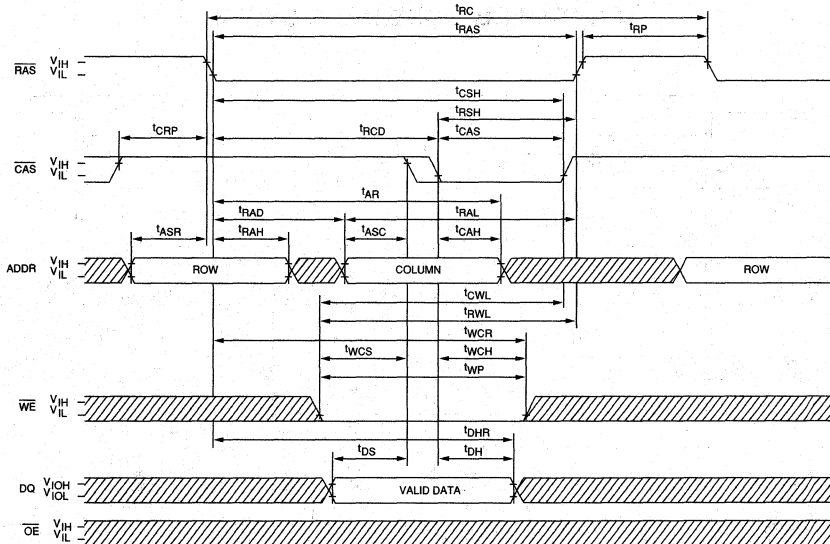 tRC
tRAS
tRP
RAS VIH
VIL
tCSH
tRSH
tCRP
tRCD
tCAS
CAS VIH
VIL
tAR
tRAD
tRAL
tASR
tRAH
tASC
tCAH
ADDR VIH
VIL
ROW
COLUMN
ROW
tCWL
tRWL
tWCR
tWCS
tWCH
tWP
WE VIH
VIL
tDHR
tDS
tDH
DQ VIOH
VIOL
VALID DATA
OE VIH
VIL